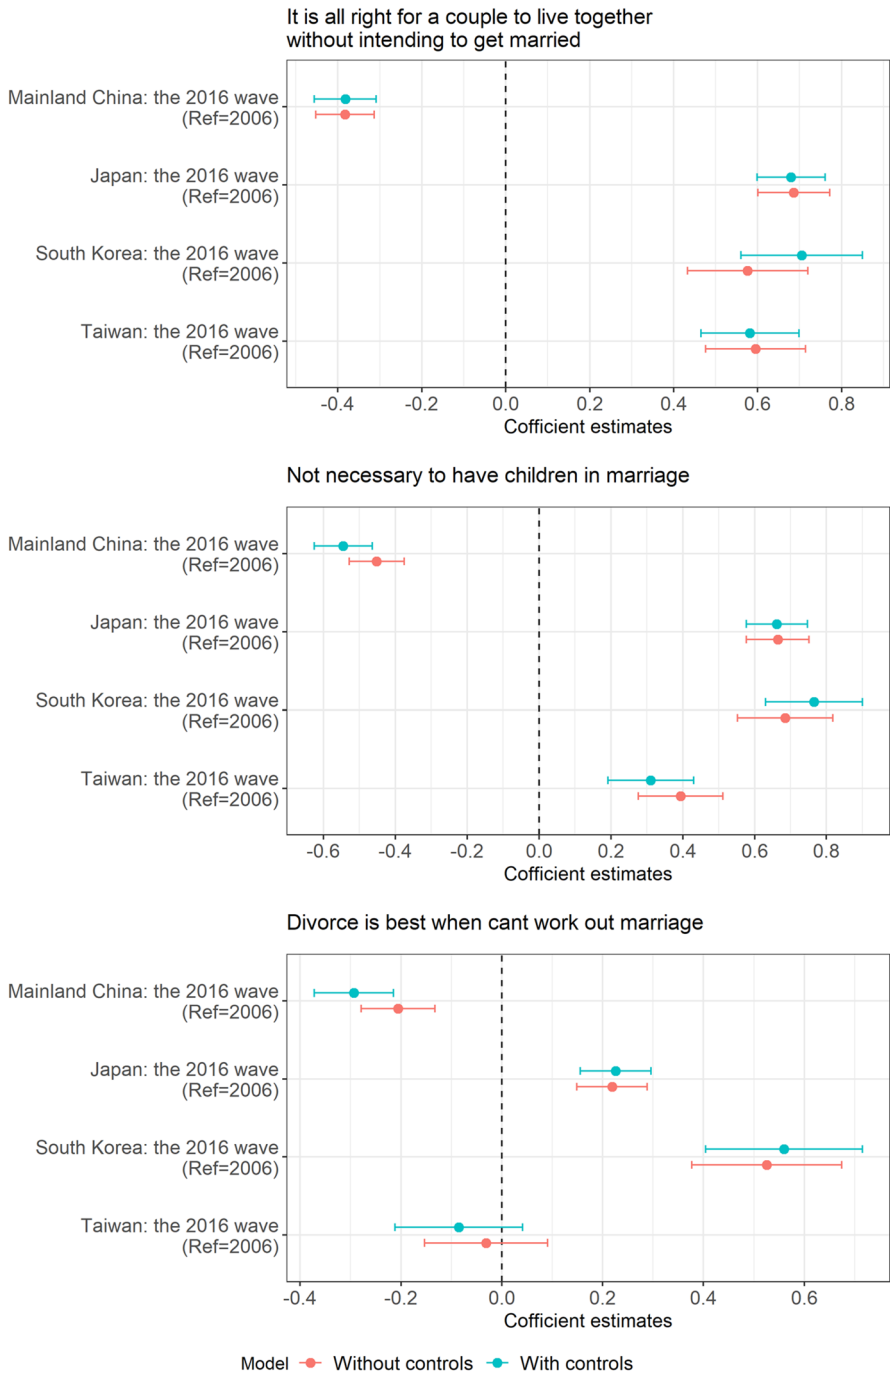 It is all right for a couple to live together
without intending to get married
Mainland China: the 2016 wave
(Ref=2006)
Japan: the 2016 wave
(Ref=2006)
South Korea: the 2016 wave
(Ref=2006)
Taiwan: the 2016 wave
(Ref=2006)
-0.4 -0.2 0.0 0.2 0.4 0.6 0.8
Cofficient estimates
Not necessary to have children in marriage
Mainland China: the 2016 wave
(Ref=2006)
Japan: the 2016 wave
(Ref=2006)
South Korea: the 2016 wave
(Ref=2006)
Taiwan: the 2016 wave
(Ref=2006)
-0.6 -0.4 -0.2 0.0 0.2 0.4 0.6 0.8
Cofficient estimates
Divorce is best when cant work out marriage
Mainland China: the 2016 wave
(Ref=2006)
Japan: the 2016 wave
(Ref=2006)
South Korea: the 2016 wave
(Ref=2006)
Taiwan: the 2016 wave
(Ref=2006)
-0.4 -0.2 0.0 0.2 0.4 0.6
Cofficient estimates
Model Without controls With controls